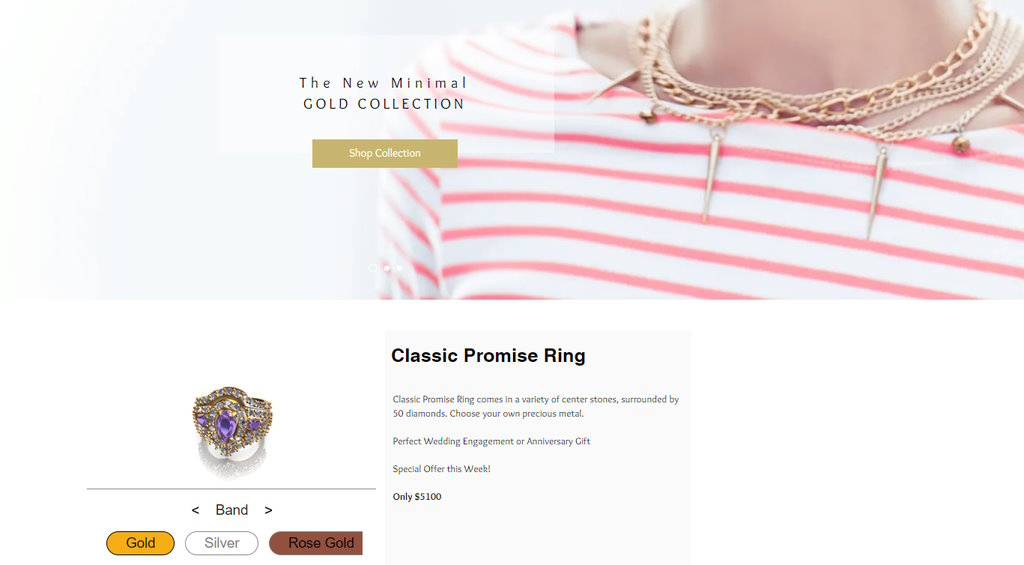 The New Minimal
GOLD COLLECTION
Shop Collection
Classic Promise Ring
Classic Promise Ring comes in a variety of center stones, surrounded by
50 diamonds. Choose your own precious metal.
Perfect Wedding Engagement or Anniversary Gift
Special Offer this Week!
Only $5100
< Band >
Gold Silver Rose Gold